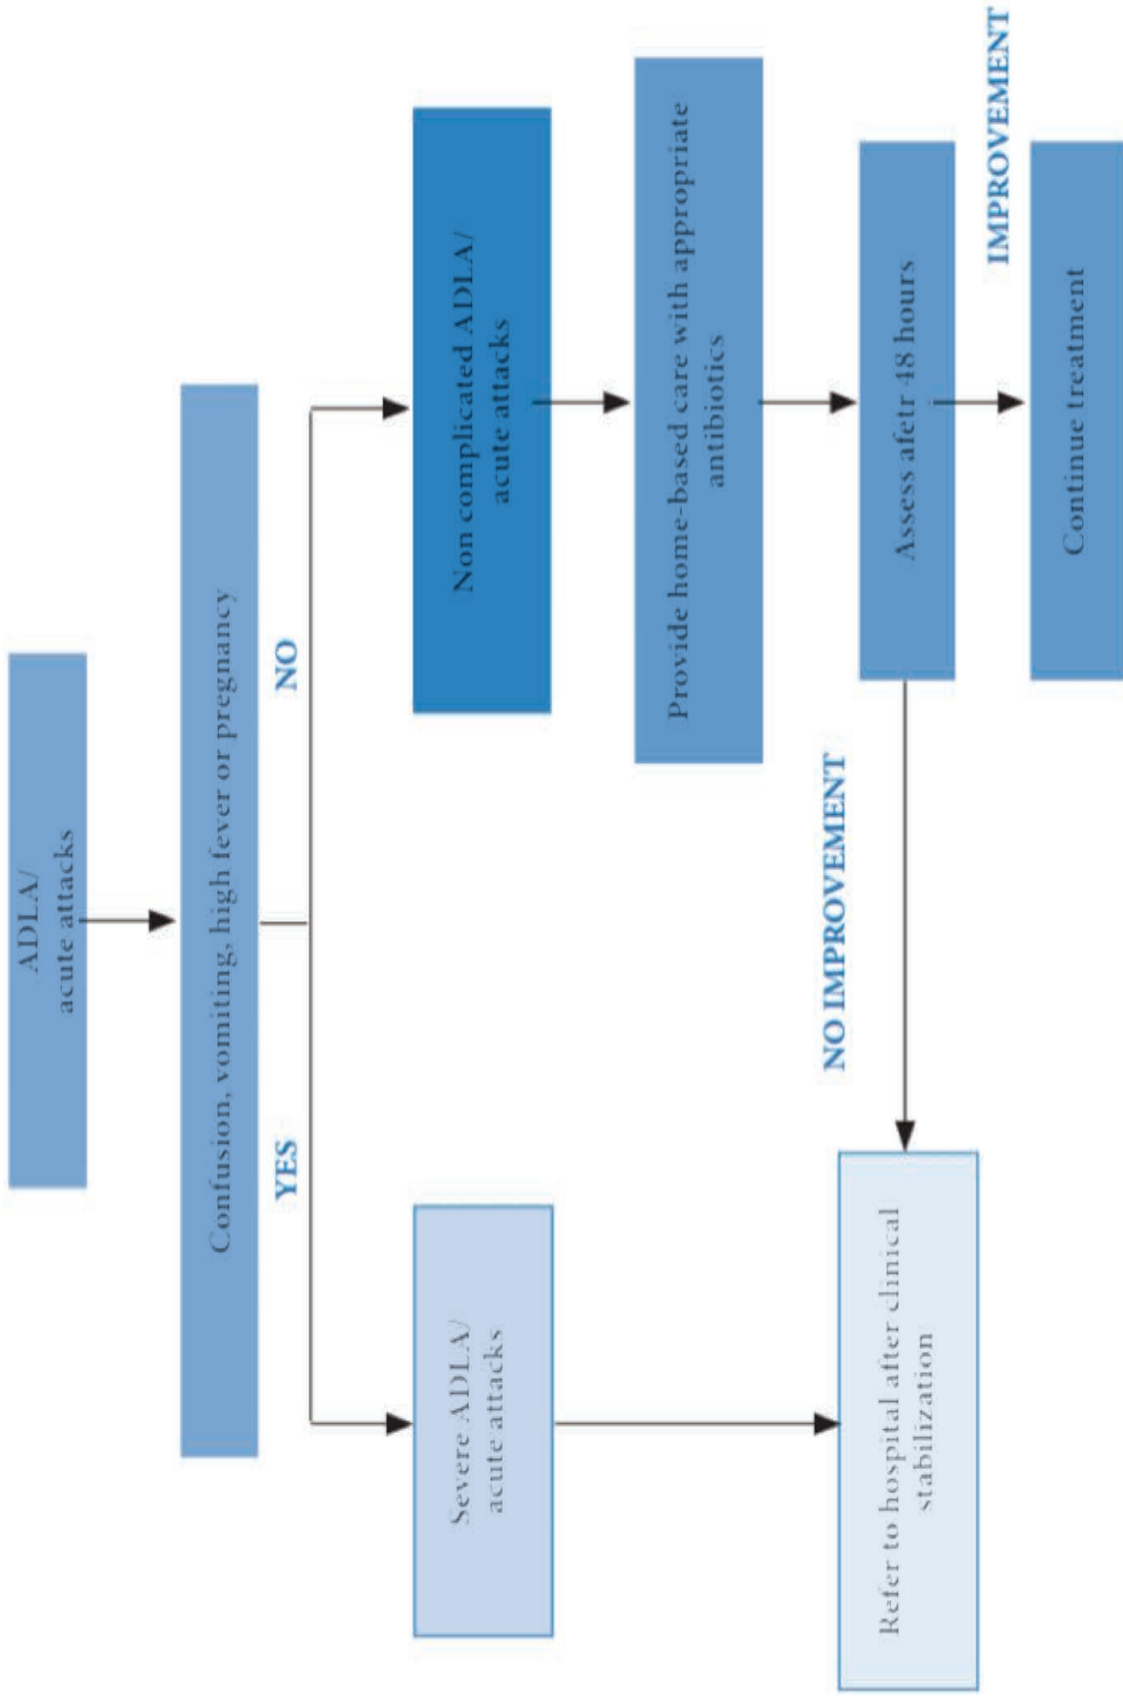 ADLA/
acute attacks
Confusion, vomiting, high fever or pregnancy
YES
NO
Severe ADLA/
acute attacks
Non complicated ADLA/
acute attacks
Provide home-based care with appropriate
antibiotics
NO IMPROVEMENT
Refer to hospital after clinical
stabilization
Assess afetr 48 hours
IMPROVEMENT
Continue treatment